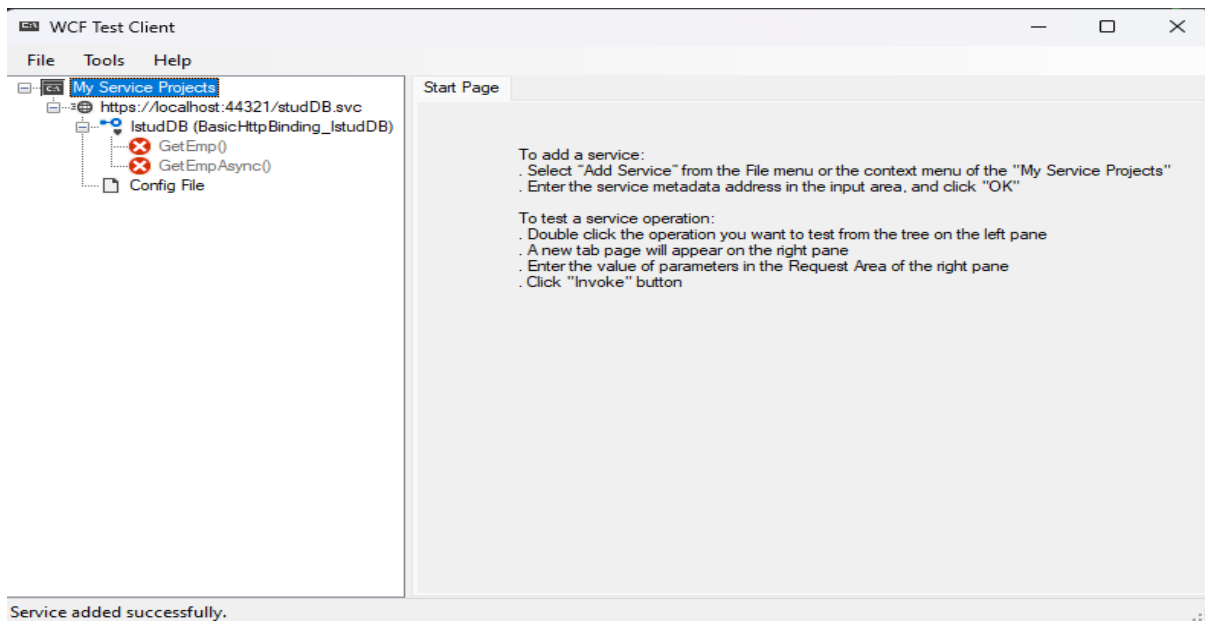 WCF Test Client
File Tools Help
My Service Projects
https://localhost:44321/studDB.svc
IstudDB (BasicHttpBinding_IstudDB)
GetEmp()
GetEmpAsync()
Config File
Start Page
To add a service:
. Select "Add Service" from the File menu or the context menu of the "My Service Projects"
. Enter the service metadata address in the input area, and click "OK"
To test a service operation:
. Double click the operation you want to test from the tree on the left pane
. A new tab page will appear on the right pane
. Enter the value of parameters in the Request Area of the right pane
. Click "Invoke" button
Service added successfully.